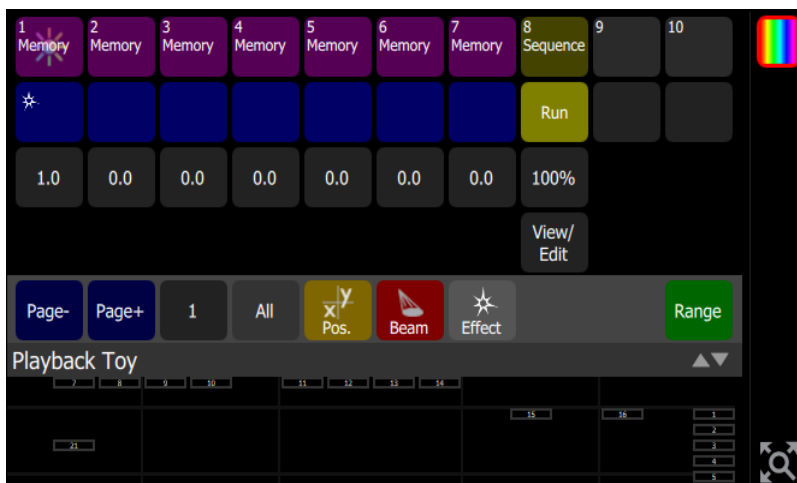 1 2 3 4 5 6 7 8 9 10
Memory Memory Memory Memory Memory Memory Memory Sequence
Run
1.0 0.0 0.0 0.0 0.0 0.0 0.0 100%
View/
Edit
Page- Page+ 1 All x y Pos. Beam Effect Range
Playback Toy
7 8 9 10 11 12 13 14
15 16 1
2
21 3
4
5